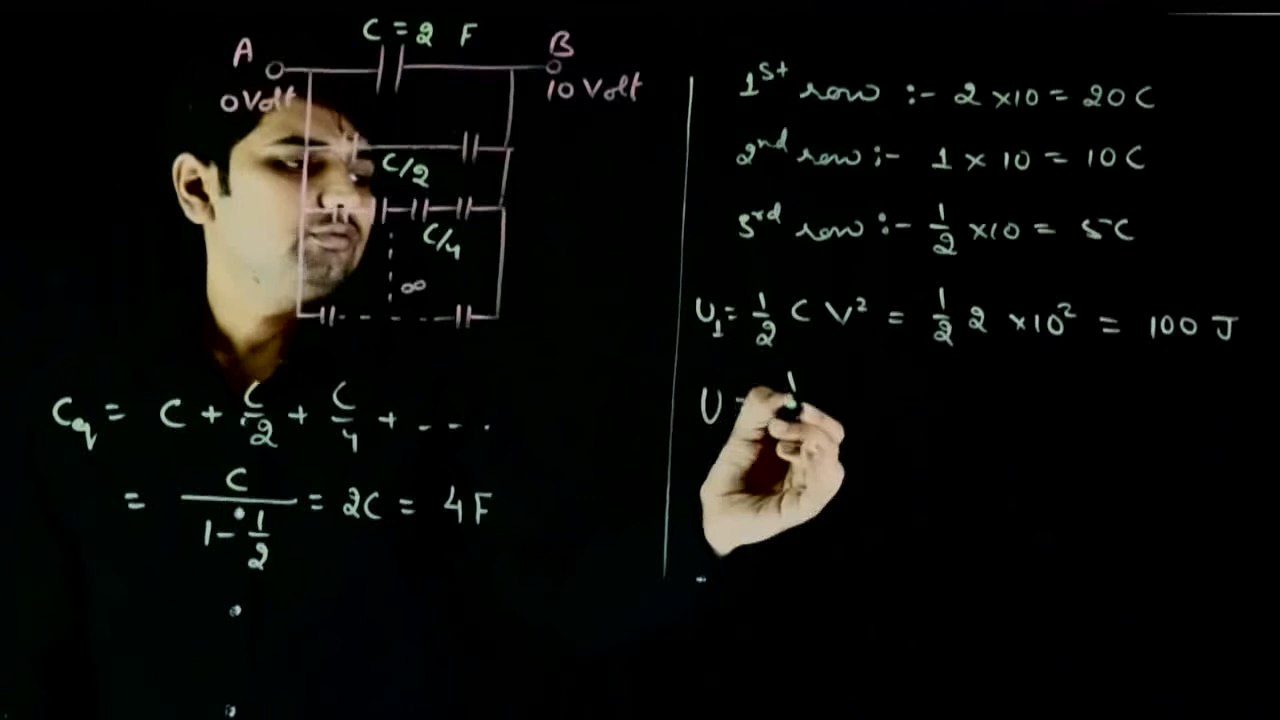 C = 2 F
A
B
0 Volt
10 Volt
C/2
C/4
∞
Ceq = C + C/2 + C/4 + - - -
= C/(1 - 1/2) = 2C = 4F
1st row :- 2 × 10 = 20 C
2nd row :- 1 × 10 = 10 C
3rd row :- 1/2 × 10 = 5C
U1 = 1/2 C V² = 1/2 2 × 10² = 100 J
U =